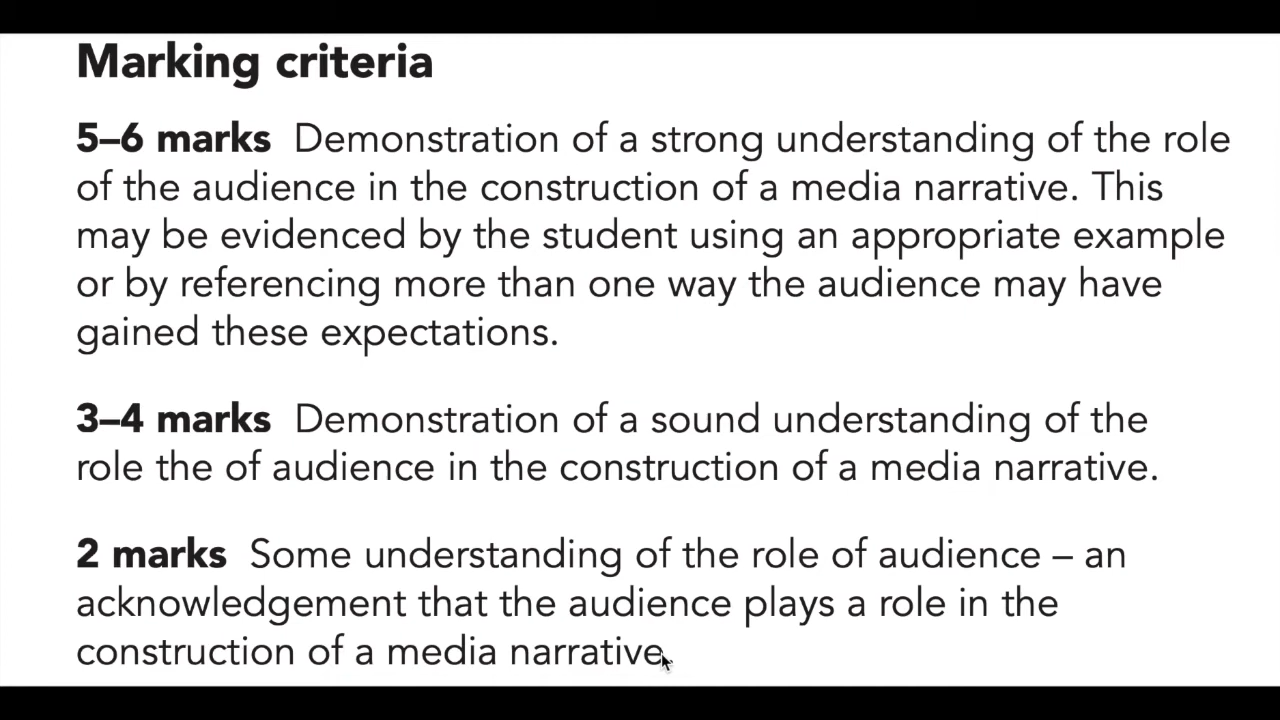 Marking criteria
5–6 marks Demonstration of a strong understanding of the role
of the audience in the construction of a media narrative. This
may be evidenced by the student using an appropriate example
or by referencing more than one way the audience may have
gained these expectations.
3–4 marks Demonstration of a sound understanding of the
role the of audience in the construction of a media narrative.
2 marks Some understanding of the role of audience – an
acknowledgement that the audience plays a role in the
construction of a media narrative.